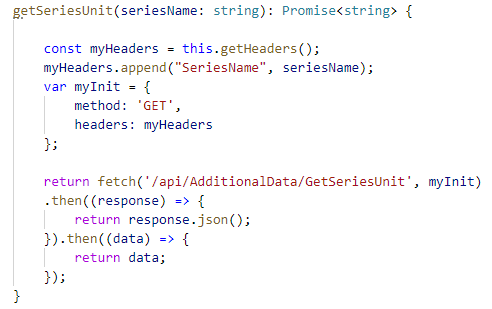 getSeriesUnit(seriesName: string): Promise<string> {
const myHeaders = this.getHeaders();
myHeaders.append("SeriesName", seriesName);
var myInit = {
method: 'GET',
headers: myHeaders
};
return fetch('/api/AdditionalData/GetSeriesUnit', myInit)
.then((response) => {
return response.json();
}).then((data) => {
return data;
});
}